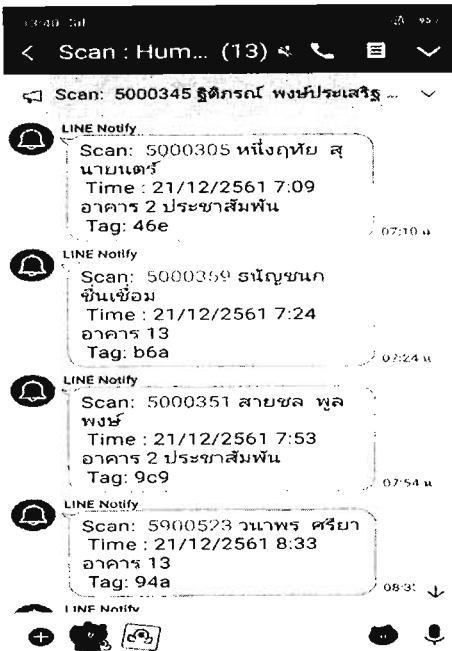 13:40
95
Scan : Hum... (13)
Scan: 5000345 ฐิติภรณ์ พงษ์ประเสริฐ ...
LINE Notify
Scan: 5000305 หนึ่งฤทัย สุ
นายนตร์
Time : 21/12/2561 7:09
อาคาร 2 ประชาสัมพัน
Tag: 46e
07:10 น
LINE Notify
Scan: 5000359 ธนัญชนก
ชื่นเชื่อม
Time : 21/12/2561 7:24
อาคาร 13
Tag: b6a
07:24 น
LINE Notify
Scan: 5000351 สายชล พูล
พงษ์
Time : 21/12/2561 7:53
อาคาร 2 ประชาสัมพัน
Tag: 9c9
07:54 น
LINE Notify
Scan: 5900523 วนาพร ศรียา
Time : 21/12/2561 8:33
อาคาร 13
Tag: 94a
08:3
LINE Notify